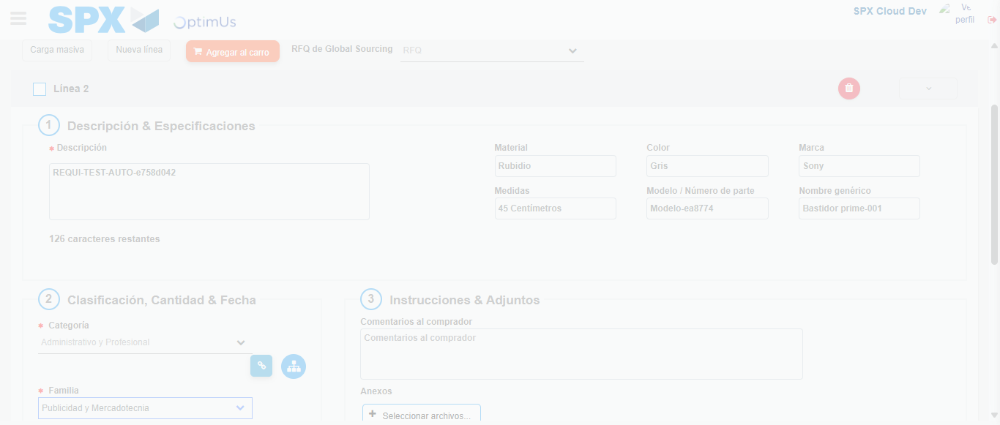 SPX
OptimUs
SPX Cloud Dev
perfil
Carga masiva
Nueva línea
Agregar al carro
RFQ de Global Sourcing
RFQ
Línea 2
1
Descripción & Especificaciones
* Descripción
REQUI-TEST-AUTO-e758d042
126 caracteres restantes
Material
Color
Marca
Rubidio
Gris
Sony
Medidas
Modelo / Número de parte
Nombre genérico
45 Centímetros
Modelo-ea8774
Bastidor prime-001
2
Clasificación, Cantidad & Fecha
* Categoría
Administrativo y Profesional
* Familia
Publicidad y Mercadotecnia
3
Instrucciones & Adjuntos
Comentarios al comprador
Comentarios al comprador
Anexos
+ Seleccionar archivos...